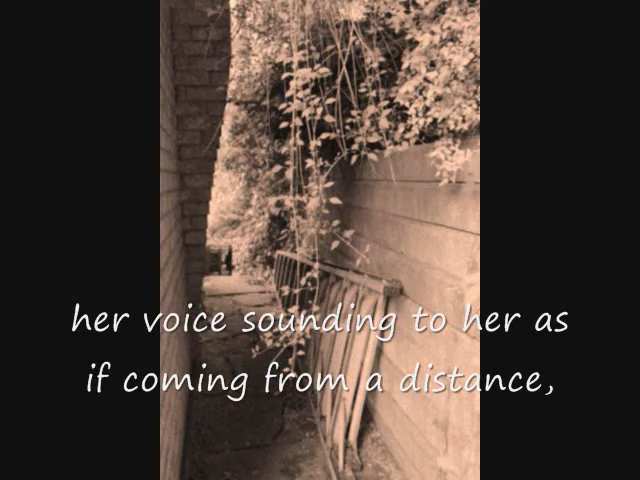 her voice sounding to her as
if coming from a distance,